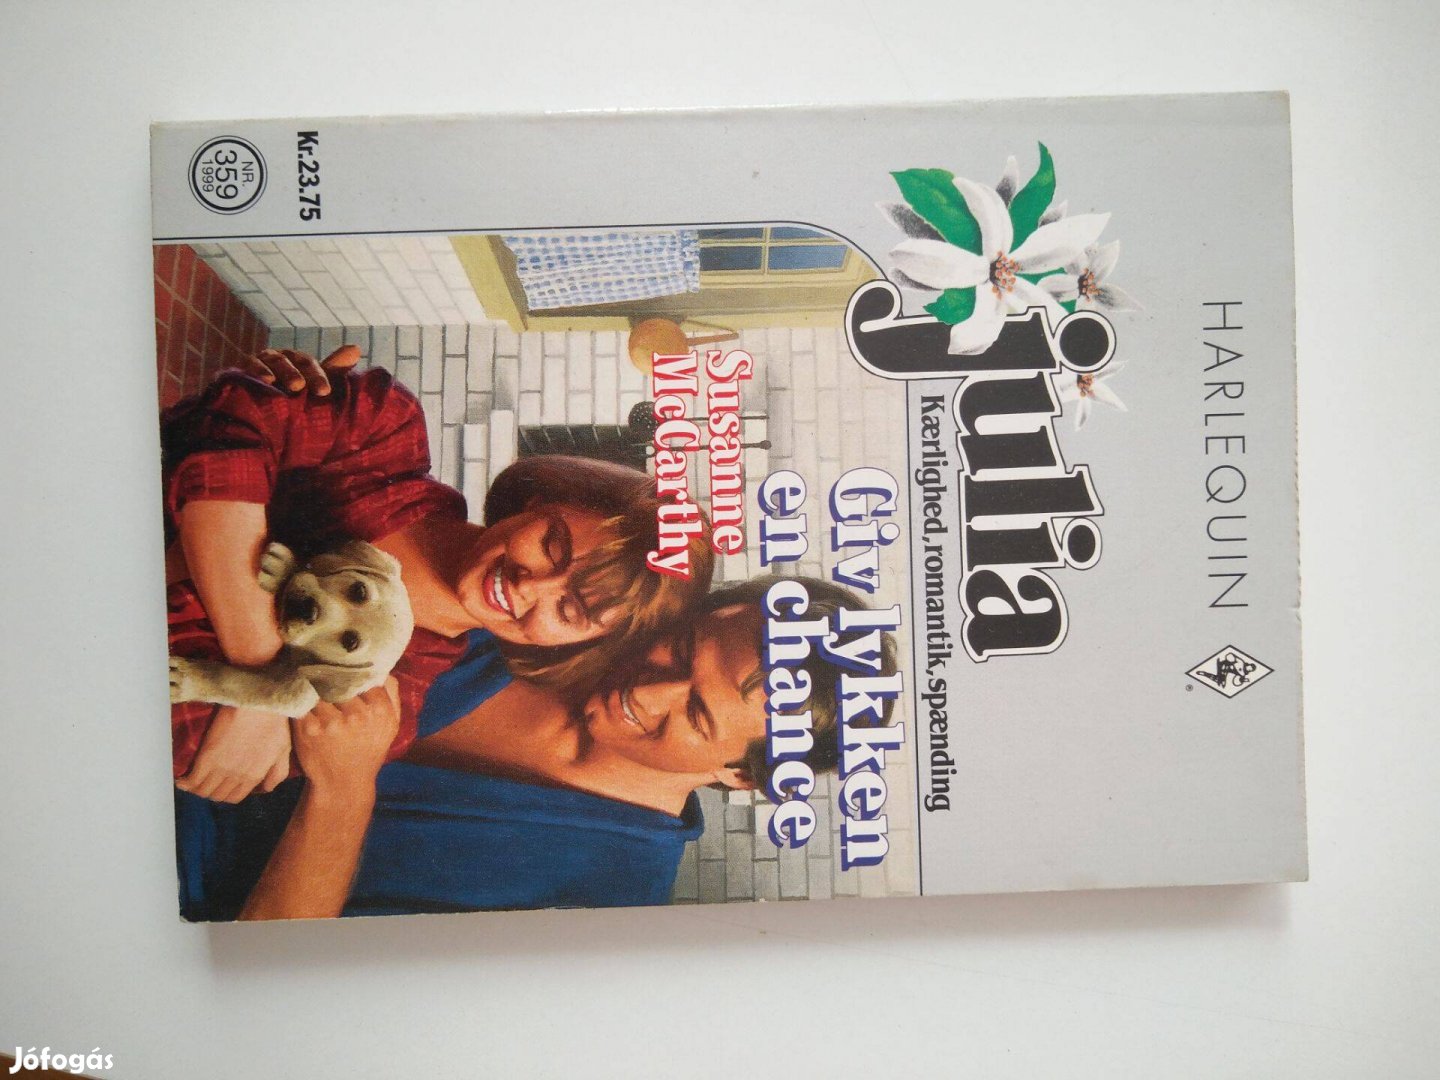 HARLEQUIN
®
julia
Kærlighed, romantik, spænding
Giv lykken
en chance
Susanne
McCarthy
Kr.23.75
NR.
359
1999
Jófogás